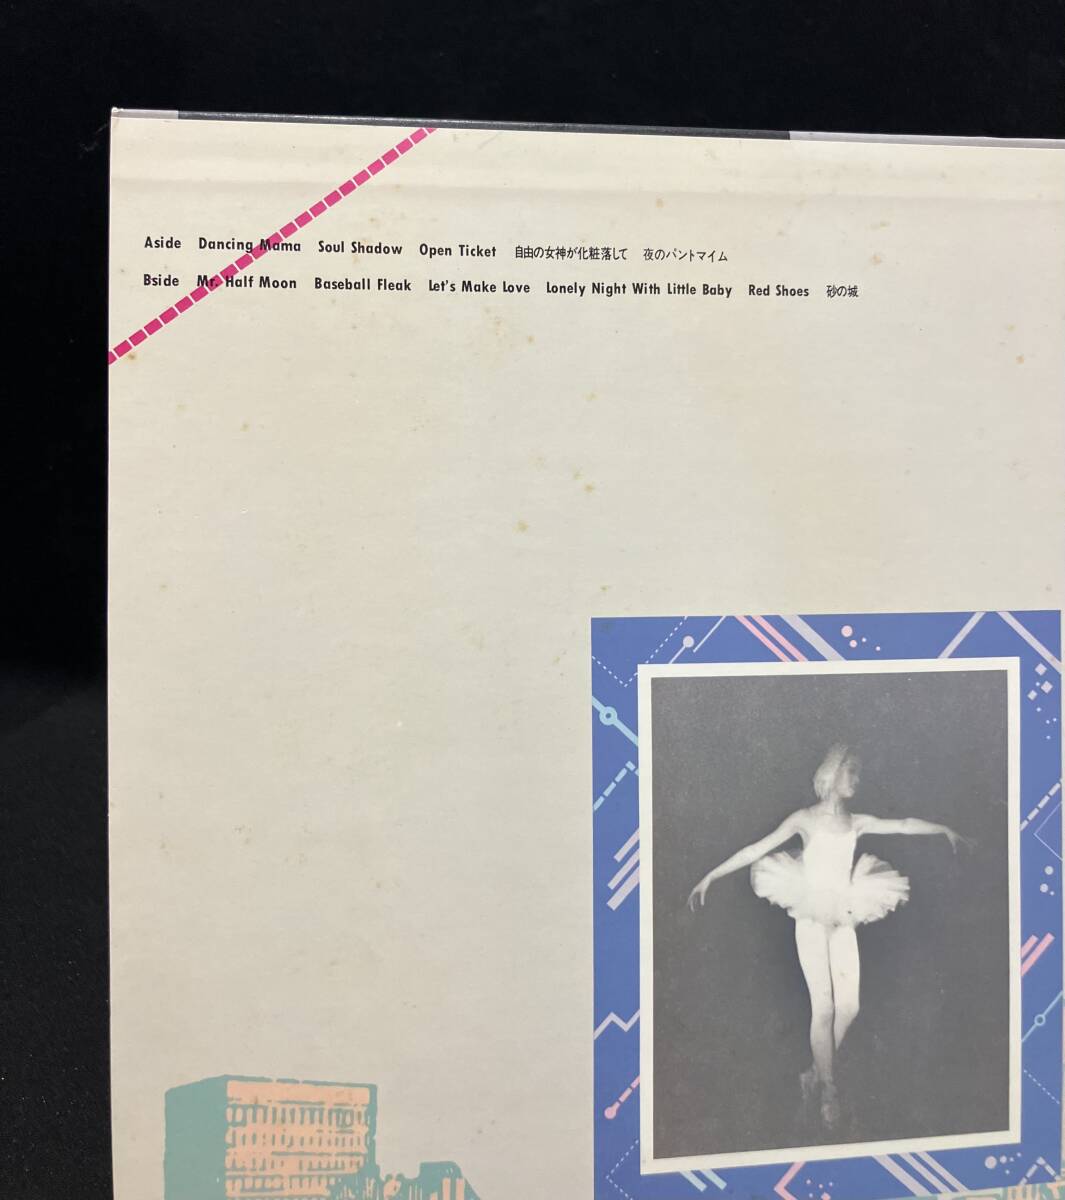 Aside Dancing Mama Soul Shadow Open Ticket 自由の女神が化粧落して 夜のパントマイム
Bside Mr. Half Moon Baseball Fleak Let's Make Love Lonely Night With Little Baby Red Shoes 砂の城